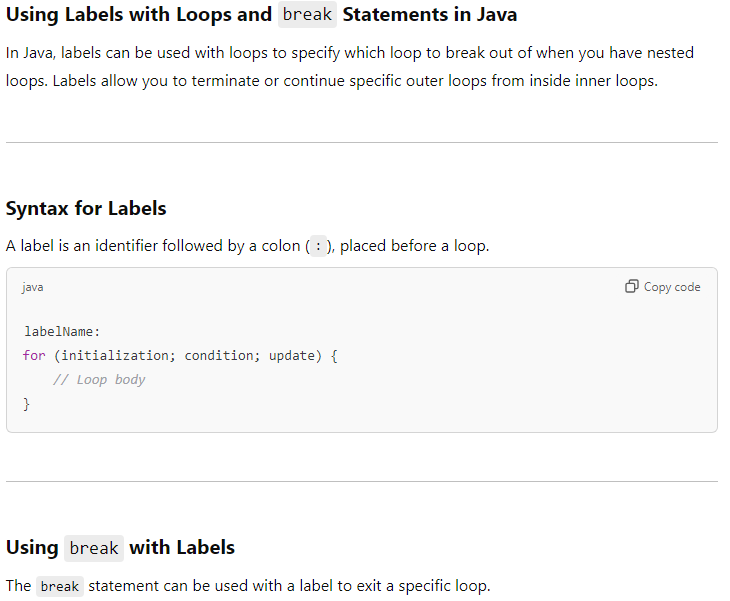 Using Labels with Loops and break Statements in Java
In Java, labels can be used with loops to specify which loop to break out of when you have nested
loops. Labels allow you to terminate or continue specific outer loops from inside inner loops.
Syntax for Labels
A label is an identifier followed by a colon (:), placed before a loop.
java
Copy code
labelName:
for (initialization; condition; update) {
    // Loop body
}
Using break with Labels
The break statement can be used with a label to exit a specific loop.